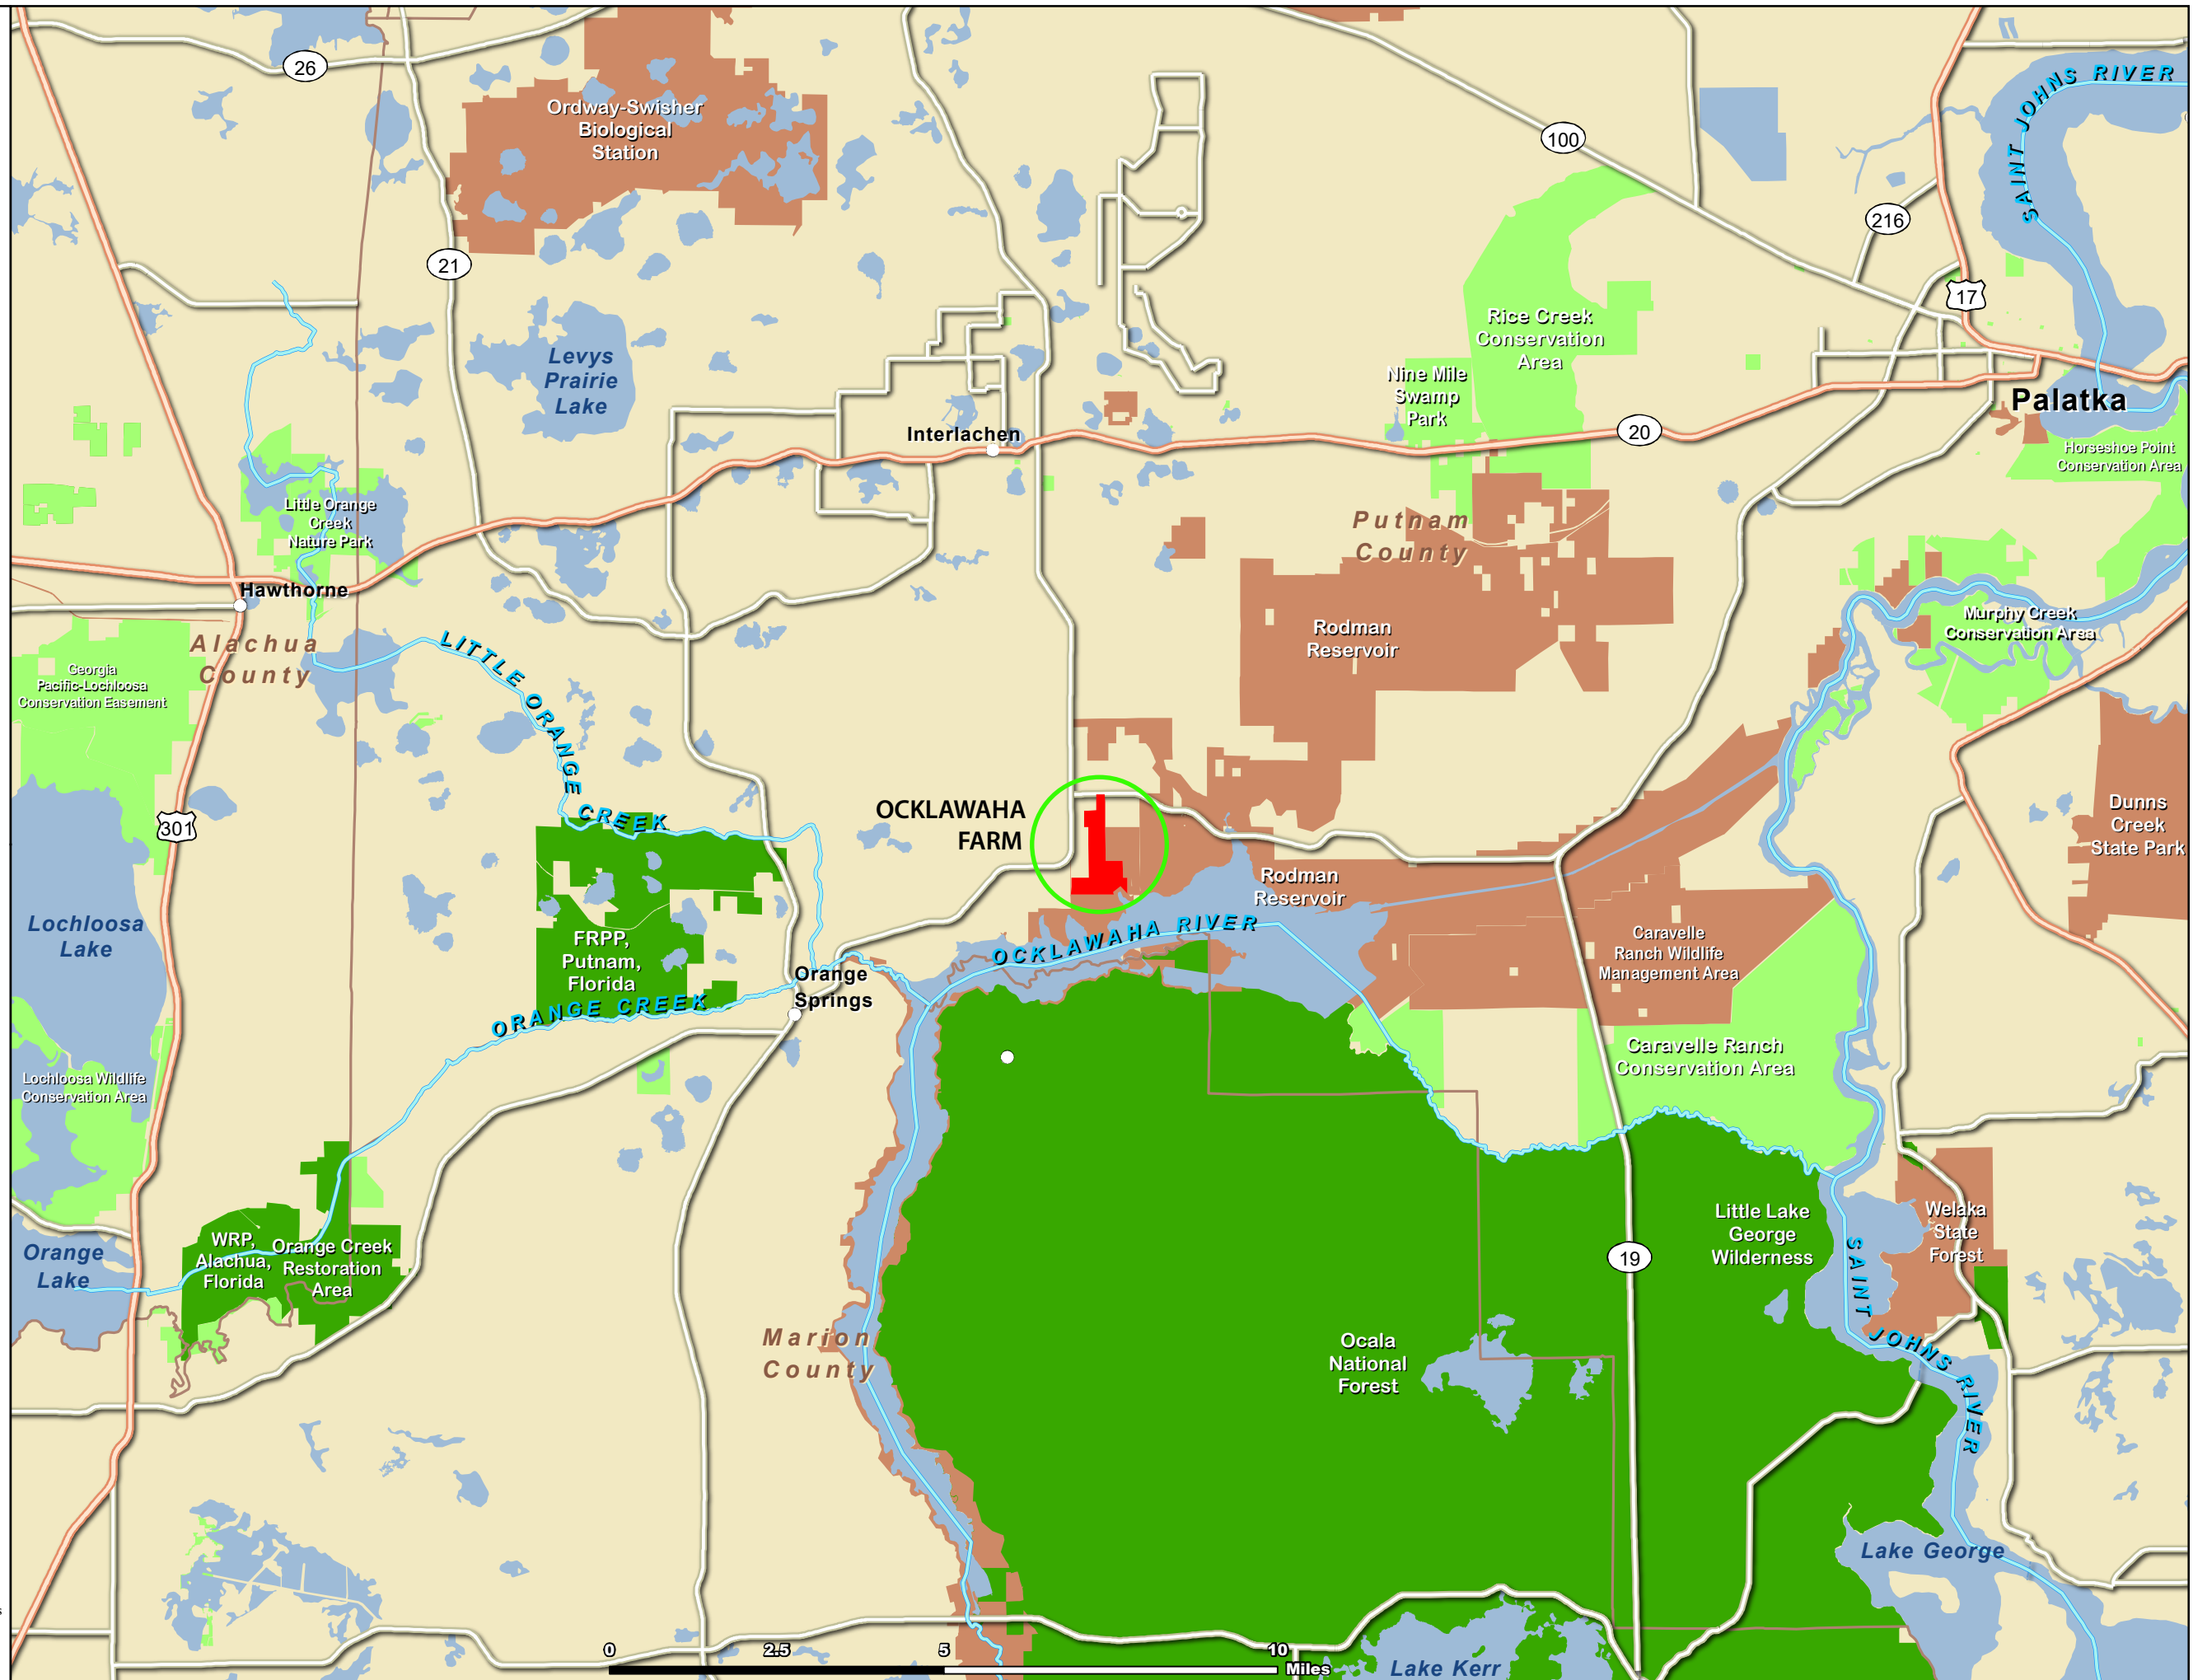 26
Ordway-Swisher
Biological
Station
SAINT JOHNS RIVER
100
216
21
17
Rice Creek
Conservation
Area
Levys
Prairie
Lake
Nine Mile
Swamp
Park
Palatka
Interlachen
20
Horseshoe Point
Conservation Area
Little Orange
Creek
Nature Park
Putnam
County
Hawthorne
Murphy Creek
Conservation Area
Rodman
Reservoir
Alachua
County
LITTLE ORANGE
CREEK
Georgia
Pacific-Lochloosa
Conservation Easement
301
OCKLAWAHA
FARM
Dunns
Creek
State Park
Rodman
Reservoir
Lochloosa
Lake
OCKLAWAHA RIVER
FRPP,
Putnam,
Florida
Caravelle
Ranch Wildlife
Management Area
Orange
Springs
ORANGE CREEK
Caravelle Ranch
Conservation Area
Lochloosa Wildlife
Conservation Area
Little Lake
George
Wilderness
Welaka
State
Forest
19
Orange
Lake
WRP,
Alachua,
Florida
Orange Creek
Restoration
Area
SAINT
JOHNS
RIVER
Marion
County
Ocala
National
Forest
Lake George
0 2.5 5 10
Miles
Lake Kerr